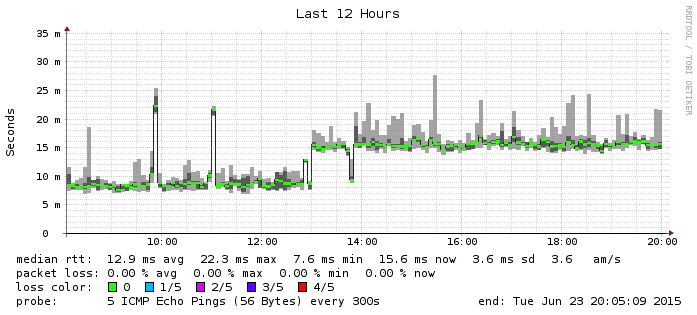 Last 12 Hours
RRDTOOL / TOBI OETIKER
Seconds
35 m
30 m
25 m
20 m
15 m
10 m
5 m
0
10:00 12:00 14:00 16:00 18:00 20:00
median rtt: 12.9 ms avg 22.3 ms max 7.6 ms min 15.6 ms now 3.6 ms sd 3.6 am/s
packet loss: 0.00 % avg 0.00 % max 0.00 % min 0.00 % now
loss color: 0 1/5 2/5 3/5 4/5
probe: 5 ICMP Echo Pings (56 Bytes) every 300s end: Tue Jun 23 20:05:09 2015